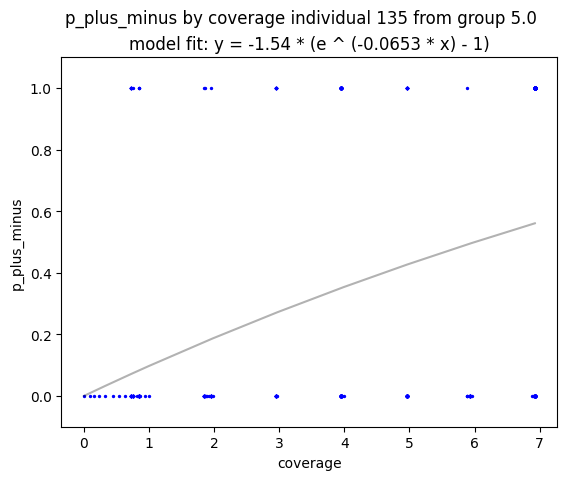 p_plus_minus by coverage individual 135 from group 5.0
model fit: y = -1.54 * (e ^ (-0.0653 * x) - 1)
1.0
0.8
0.6
0.4
0.2
0.0
p_plus_minus
0 1 2 3 4 5 6 7
coverage